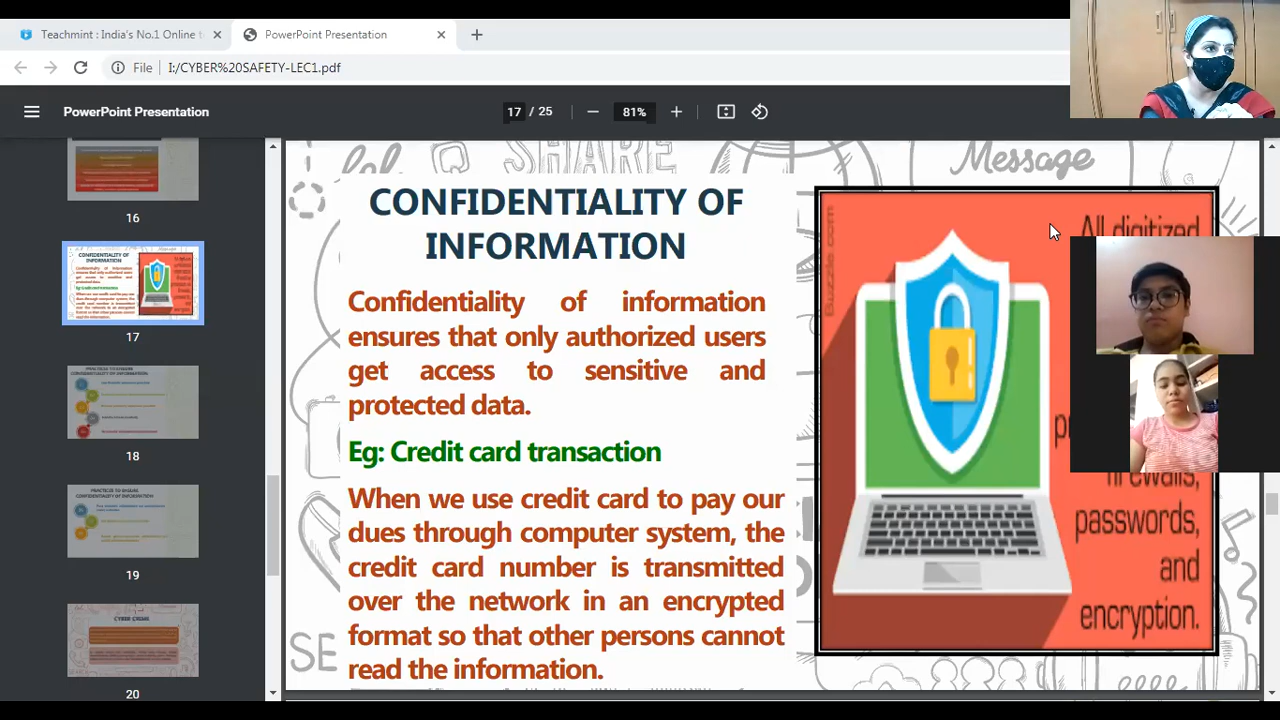 Teachmint : India's No.1 Online t
PowerPoint Presentation
File
I:/CYBER%20SAFETY-LEC1.pdf
PowerPoint Presentation
17 / 25
81%
16
CONFIDENTIALITY OF INFORMATION
17
PRACTICES TO ENSURE
CONFIDENTIALITY OF INFORMATION
18
PRACTICES TO ENSURE
CONFIDENTIALITY OF INFORMATION
19
CYBER CRIME
20
SHARE
Message
CONFIDENTIALITY OF
INFORMATION
Confidentiality of information
ensures that only authorized users
get access to sensitive and
protected data.
Eg: Credit card transaction
When we use credit card to pay our
dues through computer system, the
credit card number is transmitted
over the network in an encrypted
format so that other persons cannot
read the information.
SE
Buzzle.com
All digitized
firewalls,
passwords,
and
encryption.